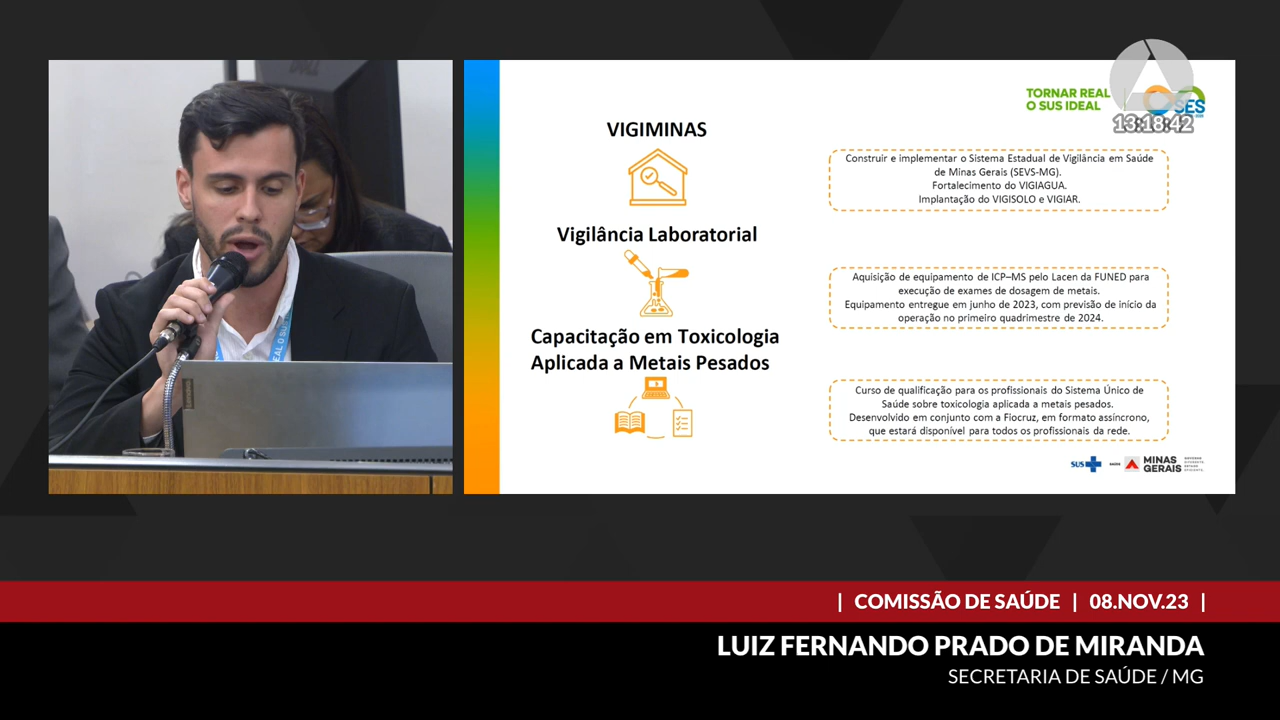 TORNAR REAL
O SUS IDEAL
SES
13:18:42
VIGIMINAS
Construir e implementar o Sistema Estadual de Vigilância em Saúde
de Minas Gerais (SEVS-MG).
Fortalecimento do VIGIAGUA.
Implantação do VIGISOLO e VIGIAR.
Vigilância Laboratorial
Aquisição de equipamento de ICP–MS pelo Lacen da FUNED para
execução de exames de dosagem de metais.
Equipamento entregue em junho de 2023, com previsão de início da
operação no primeiro quadrimestre de 2024.
Capacitação em Toxicologia
Aplicada a Metais Pesados
Curso de qualificação para os profissionais do Sistema Único de
Saúde sobre toxicologia aplicada a metais pesados.
Desenvolvido em conjunto com a Fiocruz, em formato assíncrono,
que estará disponível para todos os profissionais da rede.
SUS
SAÚDE
MINAS
GERAIS
REAL O SU
Lenovo
| COMISSÃO DE SAÚDE | 08.NOV.23 |
LUIZ FERNANDO PRADO DE MIRANDA
SECRETARIA DE SAÚDE / MG